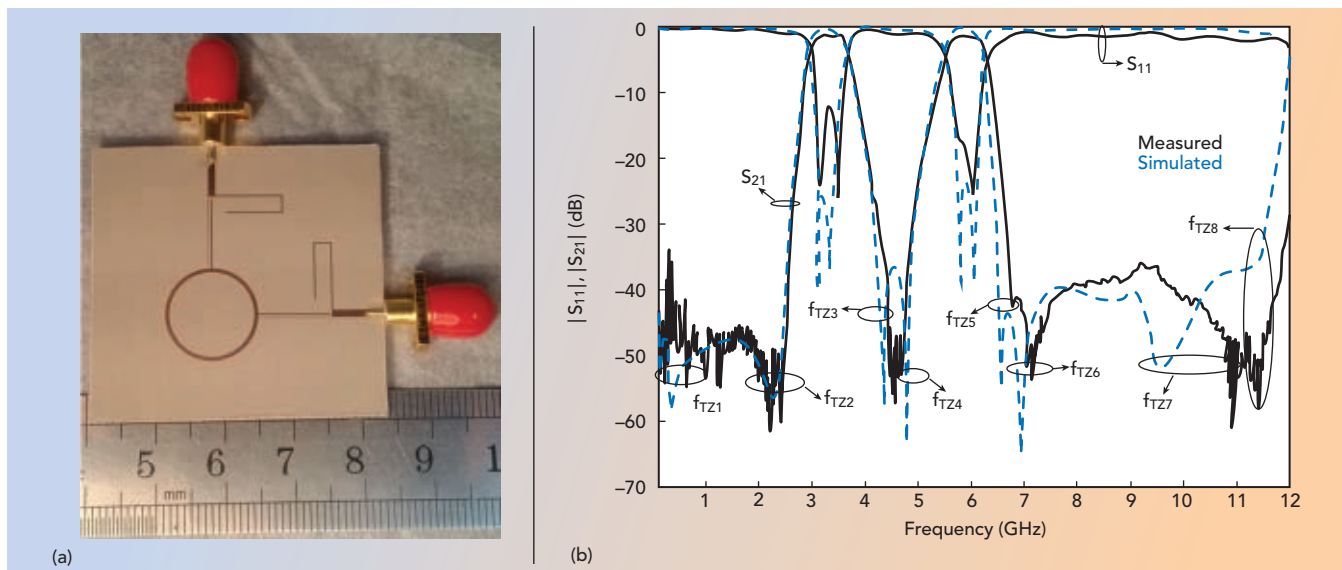 5 6 7 8 9 1
mm
(a)
0
−10
−20
−30
−40
−50
−60
−70
|S11|, |S21| (dB)
S11
Measured
Simulated
S21
fTZ8
fTZ3
fTZ5
fTZ1
fTZ2
fTZ4
fTZ6
fTZ7
1 2 3 4 5 6 7 8 9 10 11 12
Frequency (GHz)
(b)